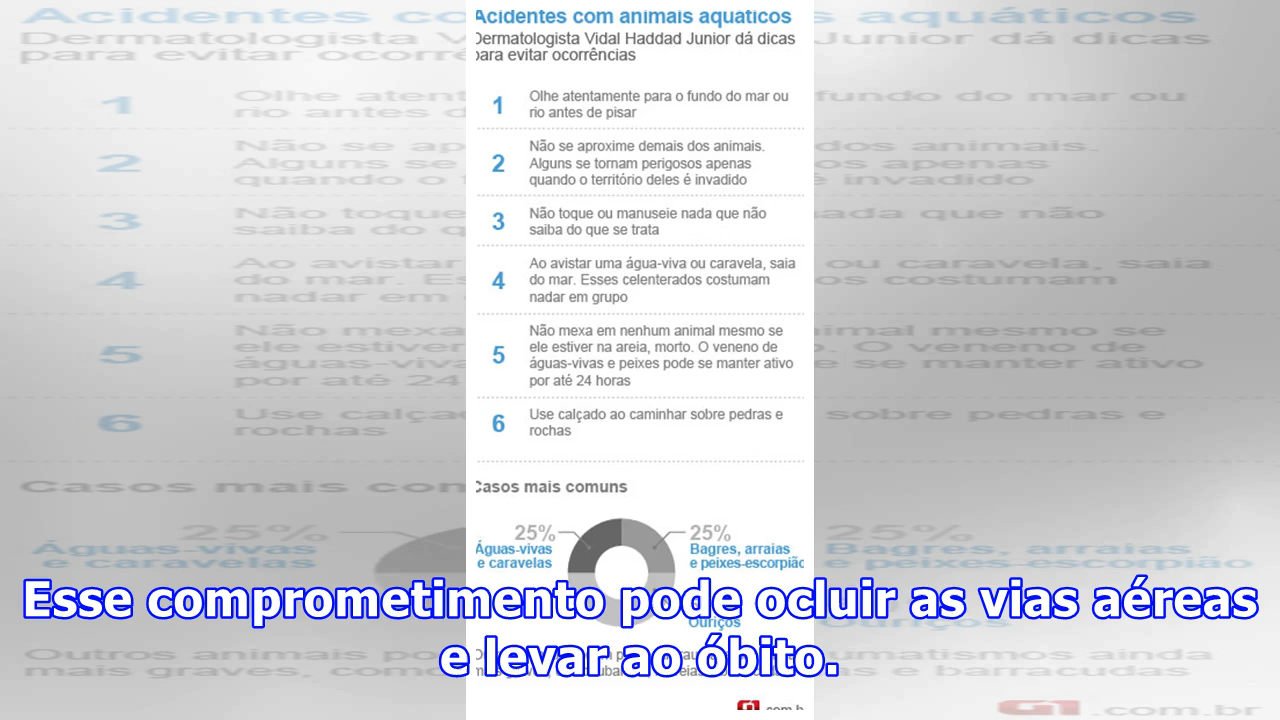 Acidentes com animais aquáticos
Dermatologista Vidal Haddad Junior dá dicas
para evitar ocorrências
1
Olhe atentamente para o fundo do mar ou
rio antes de pisar
2
Não se aproxime demais dos animais.
Alguns se tornam perigosos apenas
quando o território deles é invadido
3
Não toque ou manuseie nada que não
saiba do que se trata
4
Ao avistar uma água-viva ou caravela, saia
do mar. Esses celenterados costumam
nadar em grupo
5
Não mexa em nenhum animal mesmo se
ele estiver na areia, morto. O veneno de
águas-vivas e peixes pode se manter ativo
por até 24 horas
6
Use calçado ao caminhar sobre pedras e
rochas
Casos mais comuns
25%
Águas-vivas
e caravelas
25%
Bagres, arraias
e peixes-escorpião
Ouriços
Esse comprometimento pode ocluir as vias aéreas
e levar ao óbito.
G1.com.b